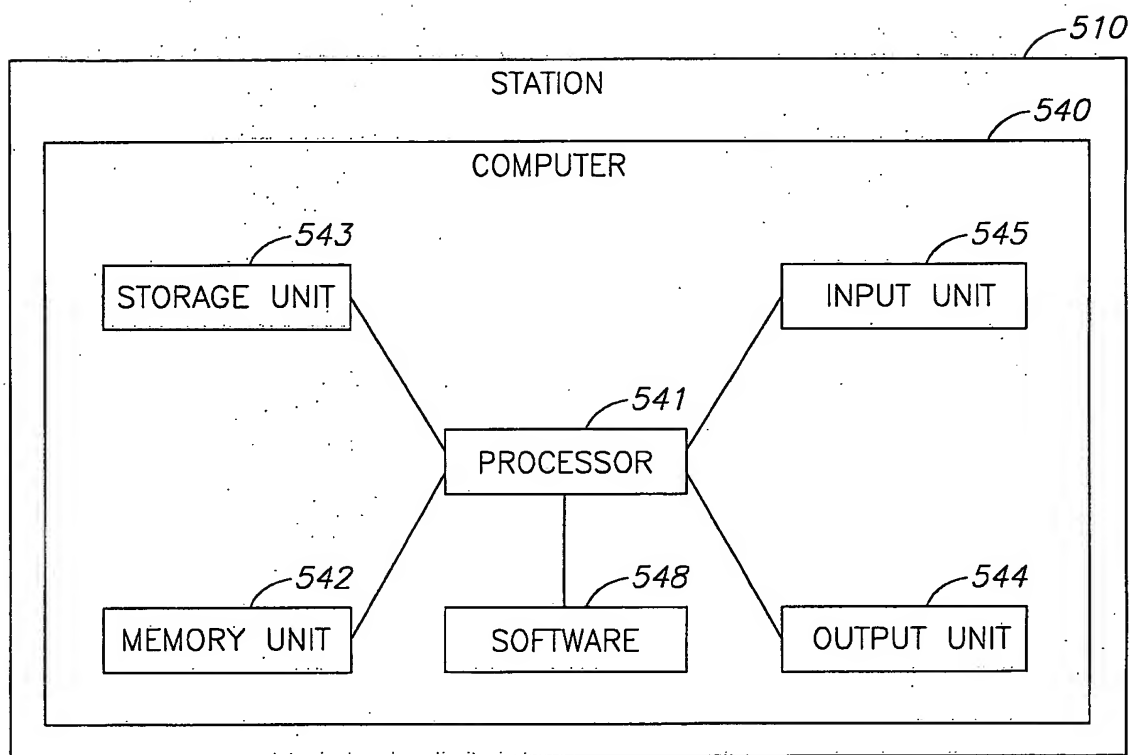 510
STATION
540
COMPUTER
543
545
STORAGE UNIT
INPUT UNIT
541
PROCESSOR
542
548
544
MEMORY UNIT
SOFTWARE
OUTPUT UNIT